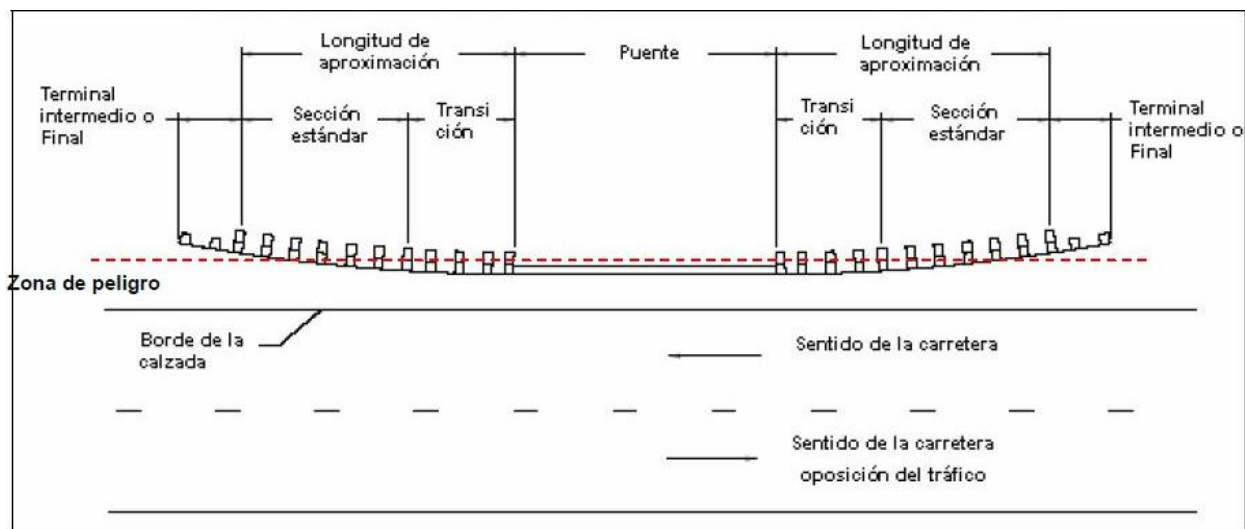 Longitud de
aproximación
Puente
Longitud de
aproximación
Terminal
intermedio o
Final
Sección
estándar
Transi
ción
Transi
ción
Sección
estándar
Terminal
intermedio o
Final
Zona de peligro
Borde de la
calzada
Sentido de la carretera
Sentido de la carretera
oposición del tráfico